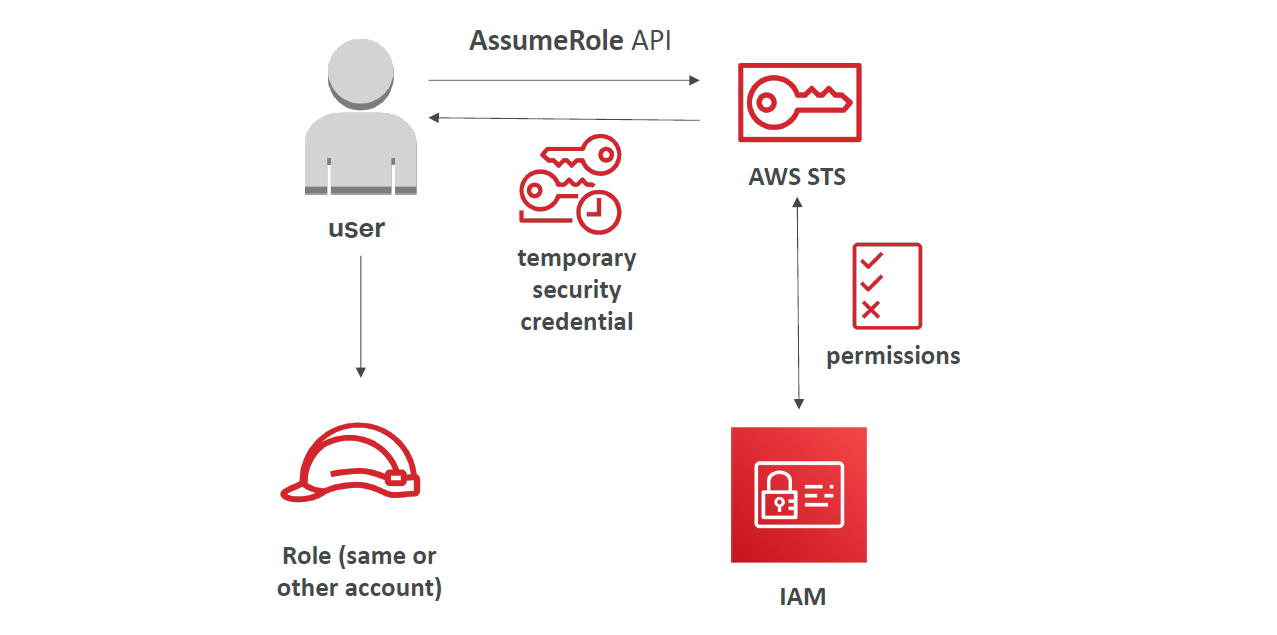 AssumeRole API
AWS STS
user
temporary
security
credential
permissions
Role (same or
other account)
IAM